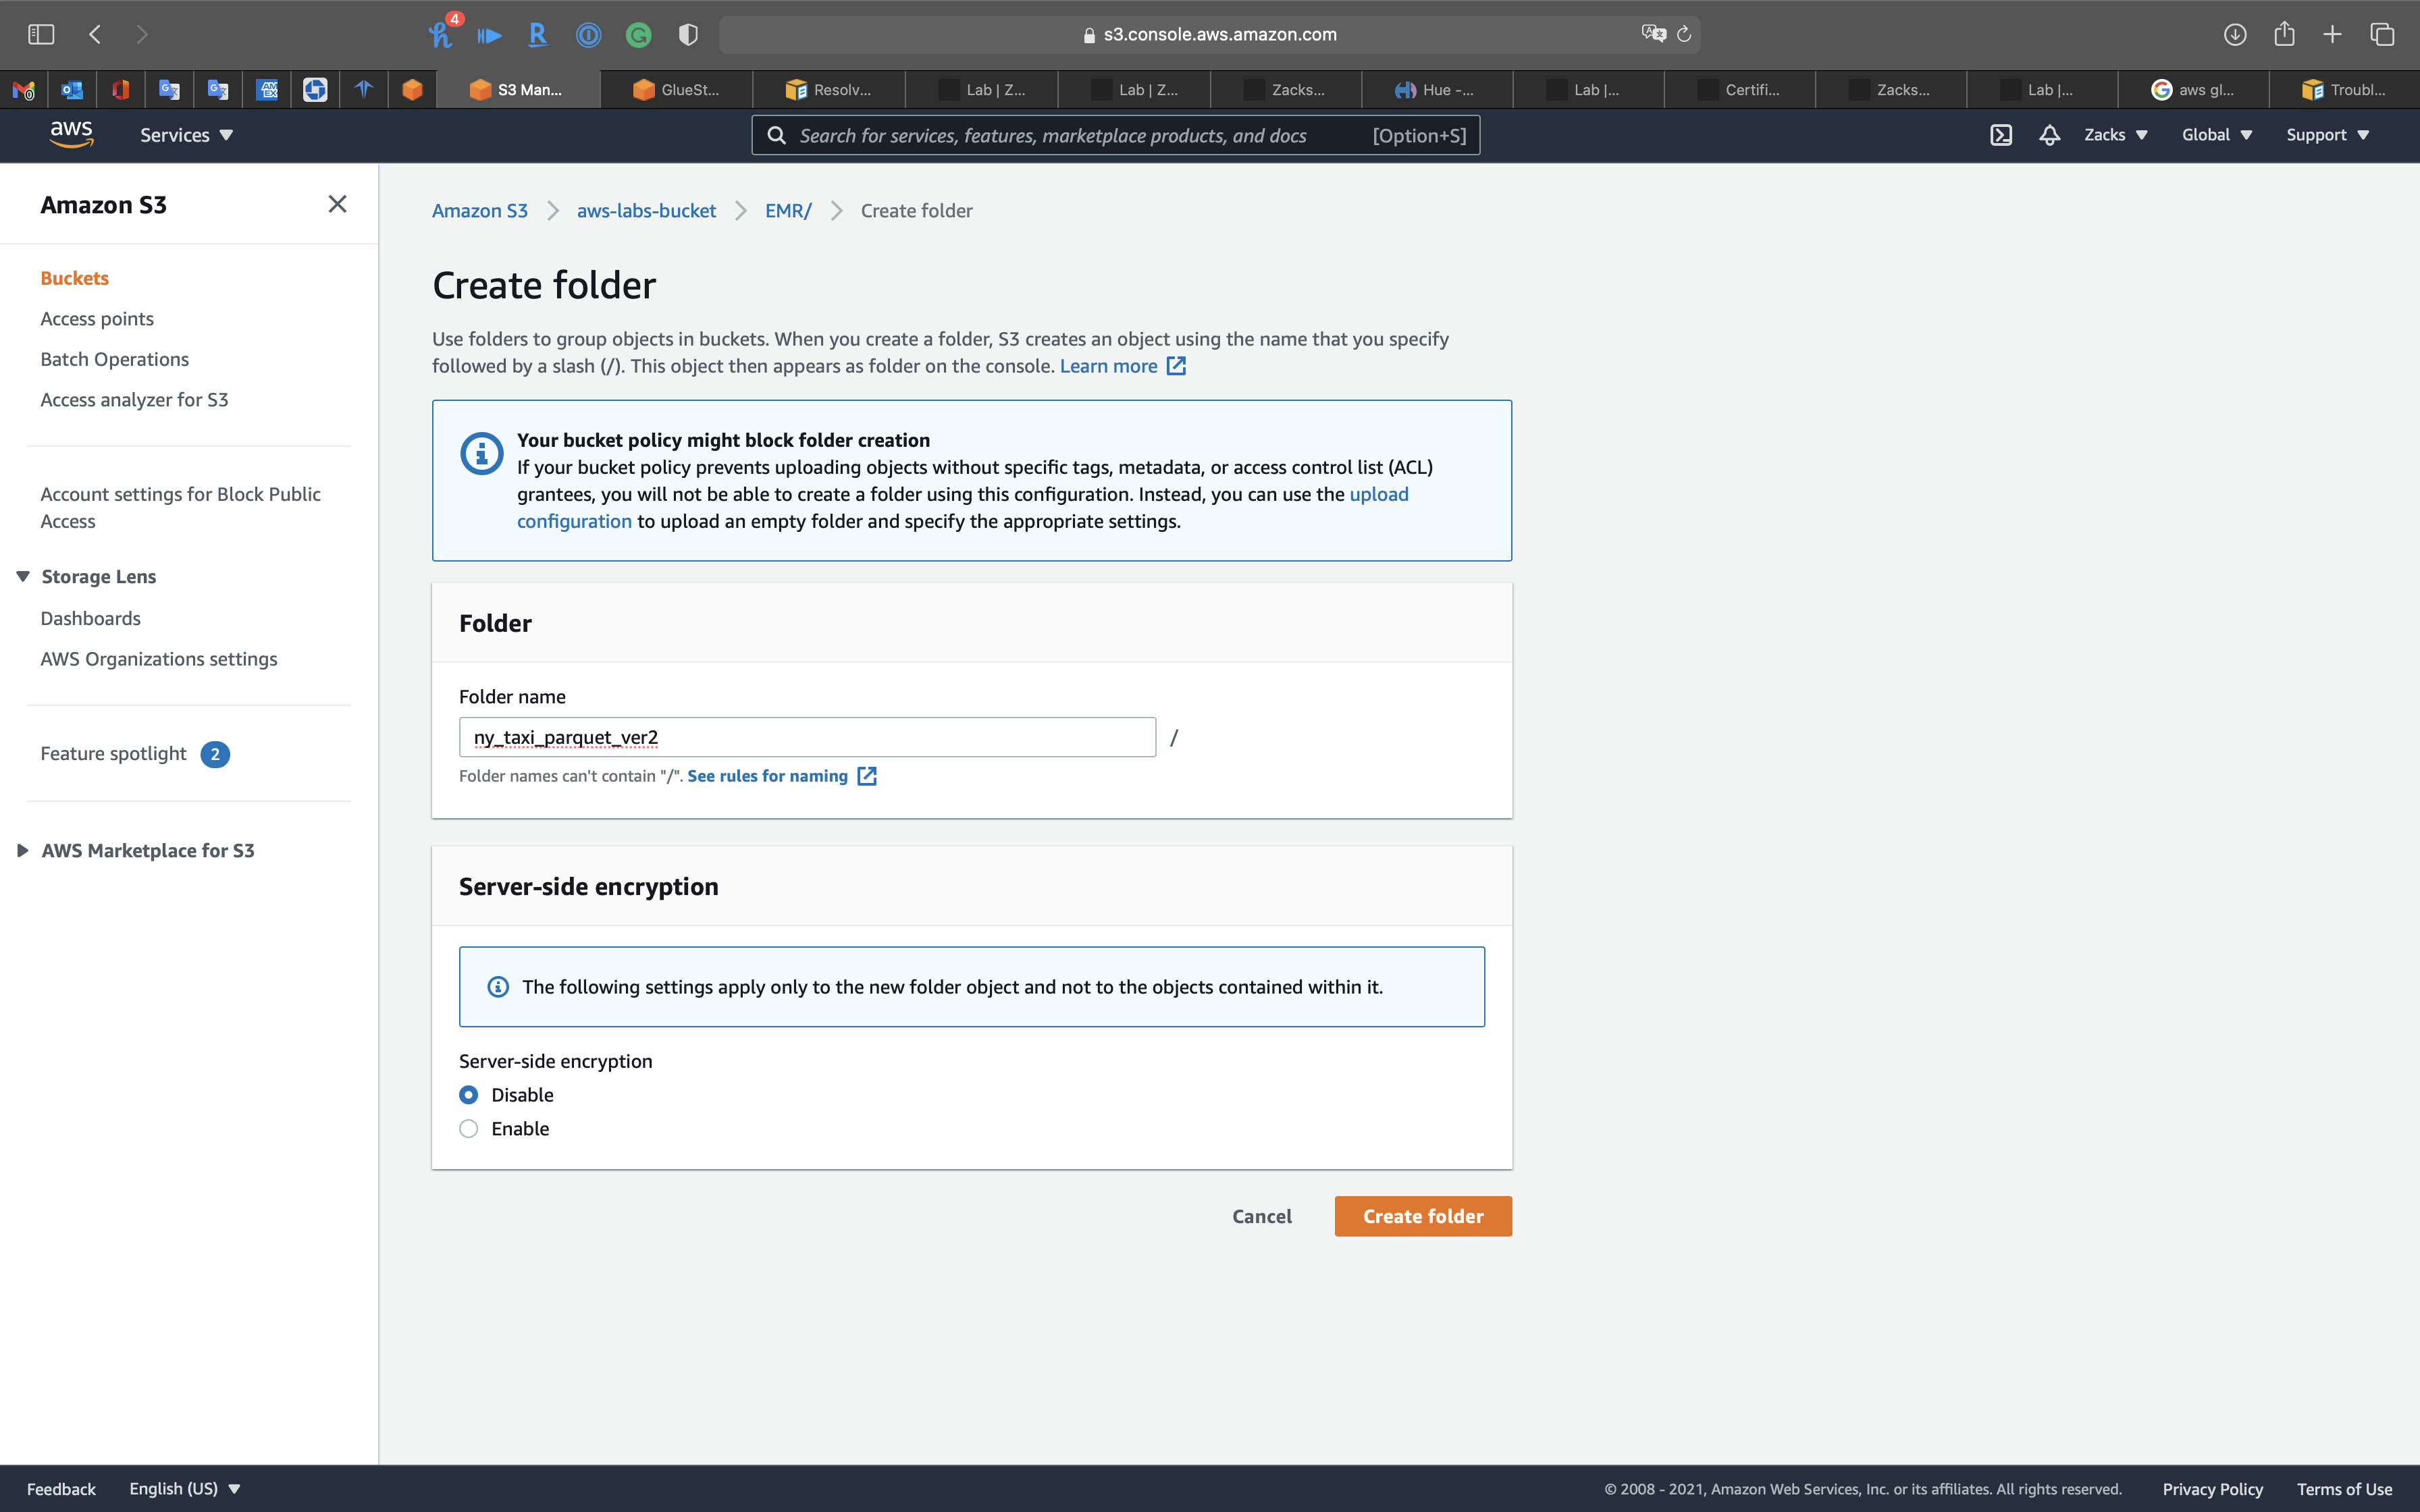 4
s3.console.aws.amazon.com
S3 Man...
GlueSt...
Resolv...
Lab | Z...
Lab | Z...
Zacks...
Hue -...
Lab |...
Certifi...
Zacks...
Lab |...
aws gl...
Troubl...
aws
Services
Search for services, features, marketplace products, and docs
[Option+S]
Zacks
Global
Support
Amazon S3
Buckets
Access points
Batch Operations
Access analyzer for S3
Account settings for Block Public
Access
Storage Lens
Dashboards
AWS Organizations settings
Feature spotlight 2
AWS Marketplace for S3
Amazon S3 > aws-labs-bucket > EMR/ > Create folder
Create folder
Use folders to group objects in buckets. When you create a folder, S3 creates an object using the name that you specify
followed by a slash (/). This object then appears as folder on the console. Learn more
Your bucket policy might block folder creation
If your bucket policy prevents uploading objects without specific tags, metadata, or access control list (ACL)
grantees, you will not be able to create a folder using this configuration. Instead, you can use the upload
configuration to upload an empty folder and specify the appropriate settings.
Folder
Folder name
ny_taxi_parquet_ver2 /
Folder names can't contain "/". See rules for naming
Server-side encryption
The following settings apply only to the new folder object and not to the objects contained within it.
Server-side encryption
Disable
Enable
Cancel
Create folder
Feedback
English (US)
© 2008 - 2021, Amazon Web Services, Inc. or its affiliates. All rights reserved.
Privacy Policy
Terms of Use